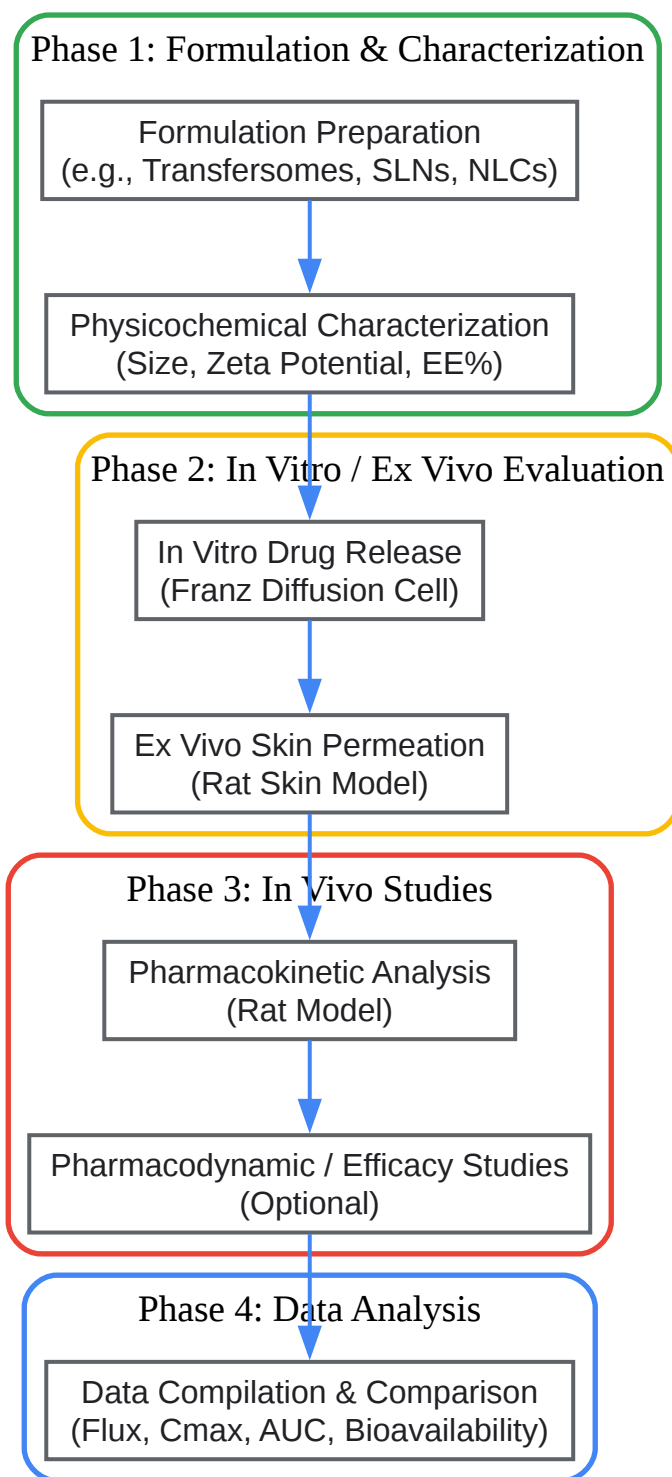 Phase 1: Formulation & Characterization
Formulation Preparation
(e.g., Transfersomes, SLNs, NLCs)
Physicochemical Characterization
(Size, Zeta Potential, EE%)
Phase 2: In Vitro / Ex Vivo Evaluation
In Vitro Drug Release
(Franz Diffusion Cell)
Ex Vivo Skin Permeation
(Rat Skin Model)
Phase 3: In Vivo Studies
Pharmacokinetic Analysis
(Rat Model)
Pharmacodynamic / Efficacy Studies
(Optional)
Phase 4: Data Analysis
Data Compilation & Comparison
(Flux, Cmax, AUC, Bioavailability)